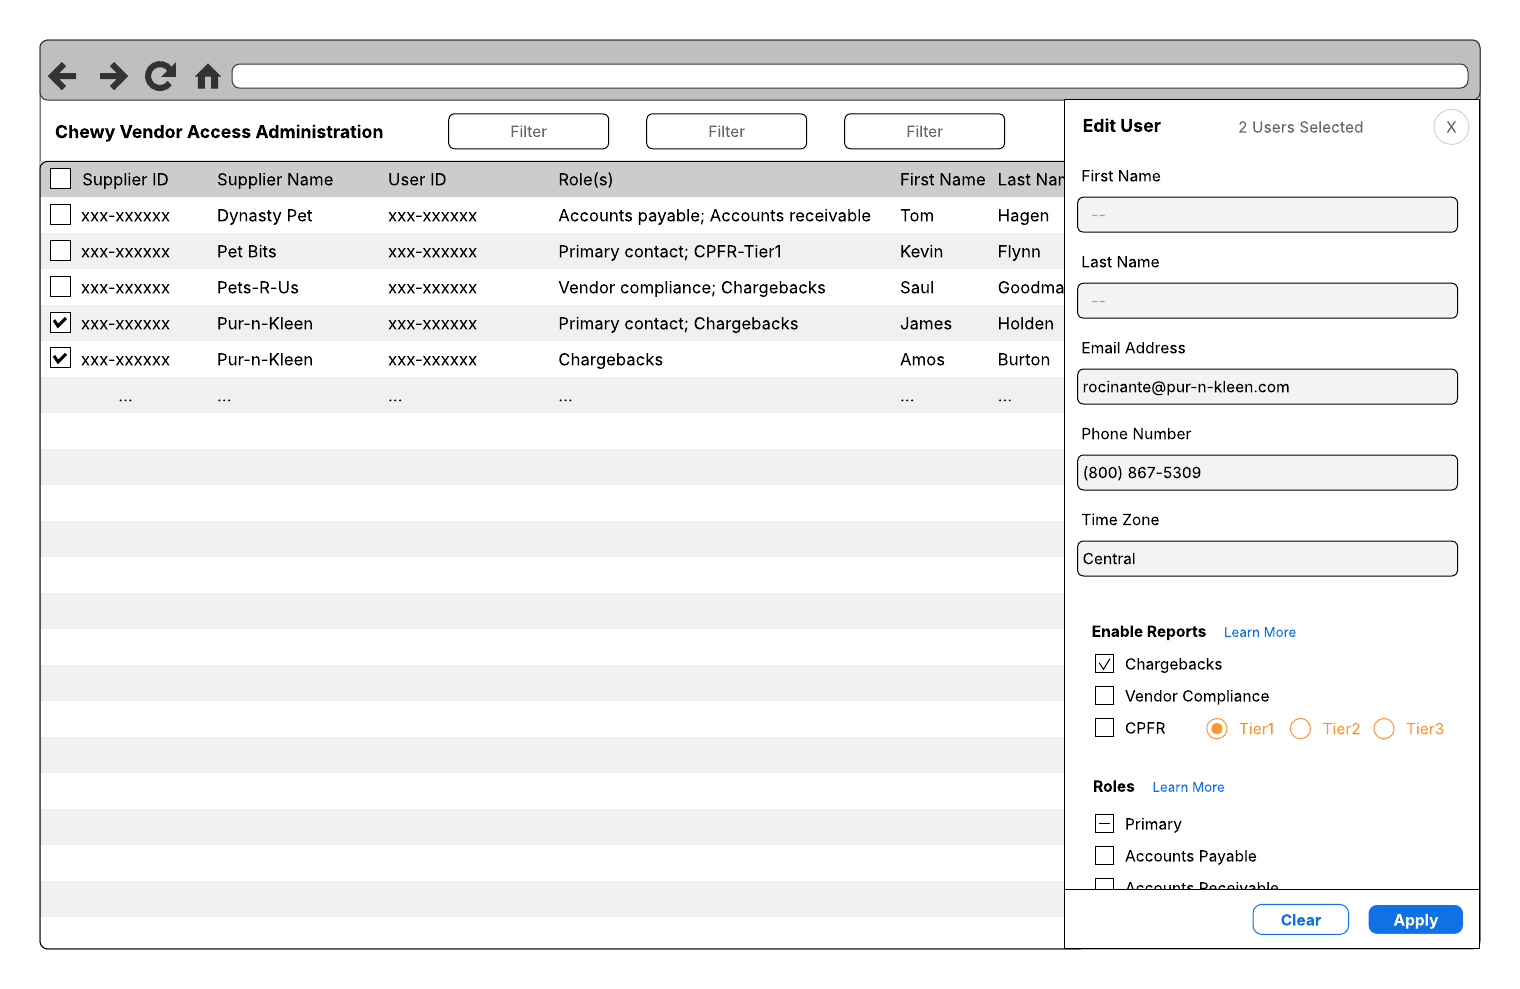 Chewy Vendor Access Administration Filter Filter Filter
Supplier ID Supplier Name User ID Role(s) First Name Last Nam
xxx-xxxxxx Dynasty Pet xxx-xxxxxx Accounts payable; Accounts receivable Tom Hagen
xxx-xxxxxx Pet Bits xxx-xxxxxx Primary contact; CPFR-Tier1 Kevin Flynn
xxx-xxxxxx Pets-R-Us xxx-xxxxxx Vendor compliance; Chargebacks Saul Goodma
xxx-xxxxxx Pur-n-Kleen xxx-xxxxxx Primary contact; Chargebacks James Holden
xxx-xxxxxx Pur-n-Kleen xxx-xxxxxx Chargebacks Amos Burton
... ... ... ... ... ...
Edit User 2 Users Selected X
First Name
--
Last Name
--
Email Address
rocinante@pur-n-kleen.com
Phone Number
(800) 867-5309
Time Zone
Central
Enable Reports Learn More
Chargebacks
Vendor Compliance
CPFR Tier1 Tier2 Tier3
Roles Learn More
Primary
Accounts Payable
Accounts Receivable
Clear Apply